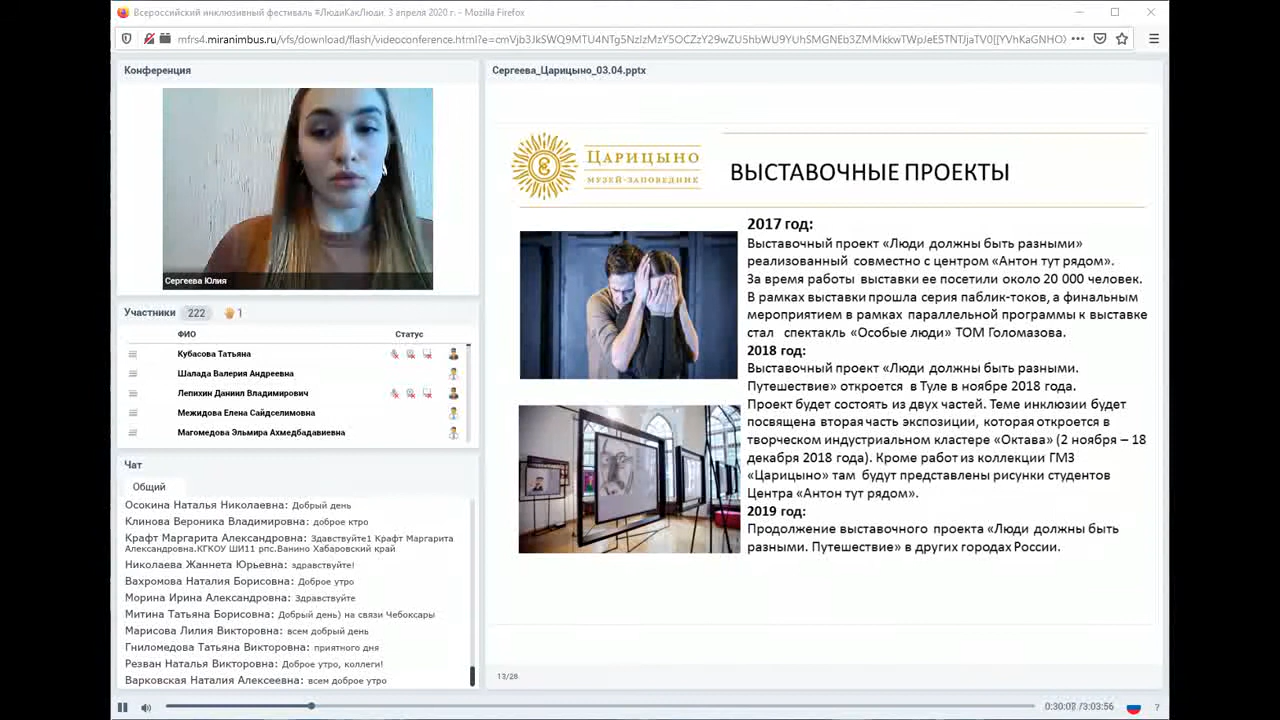 Всероссийский инклюзивный фестиваль #ЛюдиКакЛюди. 3 апреля 2020 г. - Mozilla Firefox
Конференция
Сергеева Юлия
Участники 222 1
ФИО Статус
Кубасова Татьяна
Шалада Валерия Андреевна
Лепихин Даниил Владимирович
Межидова Елена Сайдселимовна
Магомедова Эльмира Ахмедбадавиевна
Чат
Общий
Осокина Наталья Николаевна: Добрый день
Клинова Вероника Владимировна: доброе ктро
Крафт Маргарита Александровна: Здавствуйте1 Крафт Маргарита
Александровна.КГКОУ ШИ11 рпс.Ванино Хабаровский край
Николаева Жаннета Юрьевна: здравствуйте!
Вахромова Наталия Борисовна: Доброе утро
Морина Ирина Александровна: Здравствуйте
Митина Татьяна Борисовна: Добрый день) на связи Чебоксары
Марисова Лилия Викторовна: всем добрый день
Гниломедова Татьяна Викторовна: приятного дня
Резван Наталья Викторовна: Доброе утро, коллеги!
Варковская Наталия Алексеевна: всем доброе утро
Сергеева_Царицыно_03.04.pptx
ЦАРИЦЫНО
МУЗЕЙ-ЗАПОВЕДНИК
ВЫСТАВОЧНЫЕ ПРОЕКТЫ
2017 год:
Выставочный проект «Люди должны быть разными»
реализованный совместно с центром «Антон тут рядом».
За время работы выставки ее посетили около 20 000 человек.
В рамках выставки прошла серия паблик-токов, а финальным
мероприятием в рамках параллельной программы к выставке
стал спектакль «Особые люди» ТОМ Голомазова.
2018 год:
Выставочный проект «Люди должны быть разными.
Путешествие» откроется в Туле в ноябре 2018 года.
Проект будет состоять из двух частей. Теме инклюзии будет
посвящена вторая часть экспозиции, которая откроется в
творческом индустриальном кластере «Октава» (2 ноября – 18
декабря 2018 года). Кроме работ из коллекции ГМЗ
«Царицыно» там будут представлены рисунки студентов
Центра «Антон тут рядом».
2019 год:
Продолжение выставочного проекта «Люди должны быть
разными. Путешествие» в других городах России.
13/28
0:30:07 /3:03:56 ?